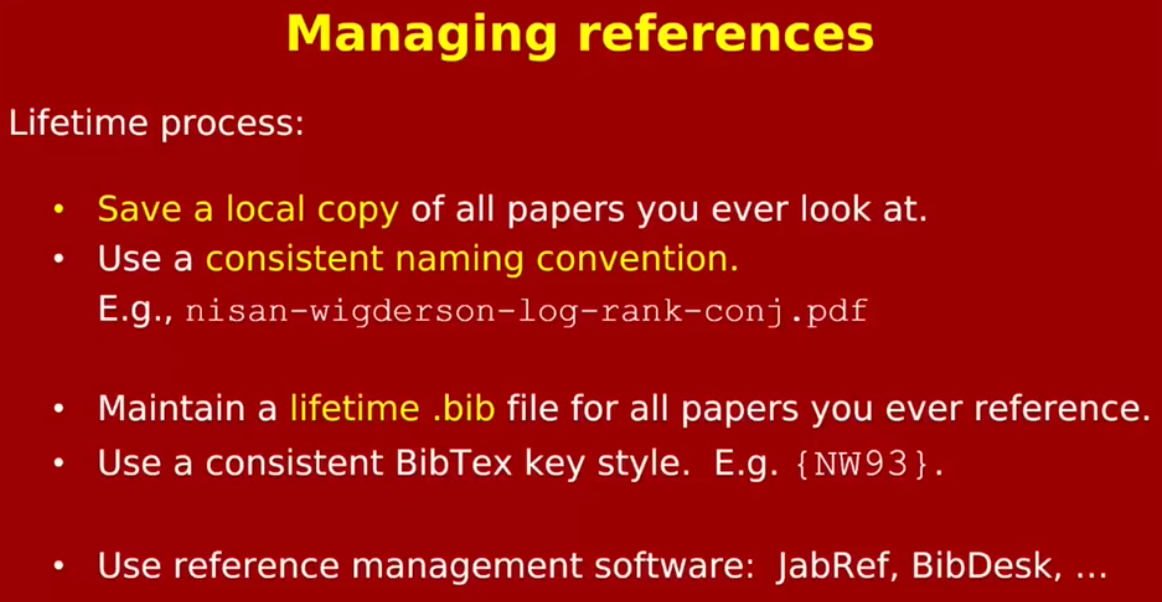 Managing references
Lifetime process:
• Save a local copy of all papers you ever look at.
• Use a consistent naming convention.
E.g., nisan-wigderson-log-rank-conj.pdf
• Maintain a lifetime .bib file for all papers you ever reference.
• Use a consistent BibTex key style. E.g. {NW93}.
• Use reference management software: JabRef, BibDesk, ...